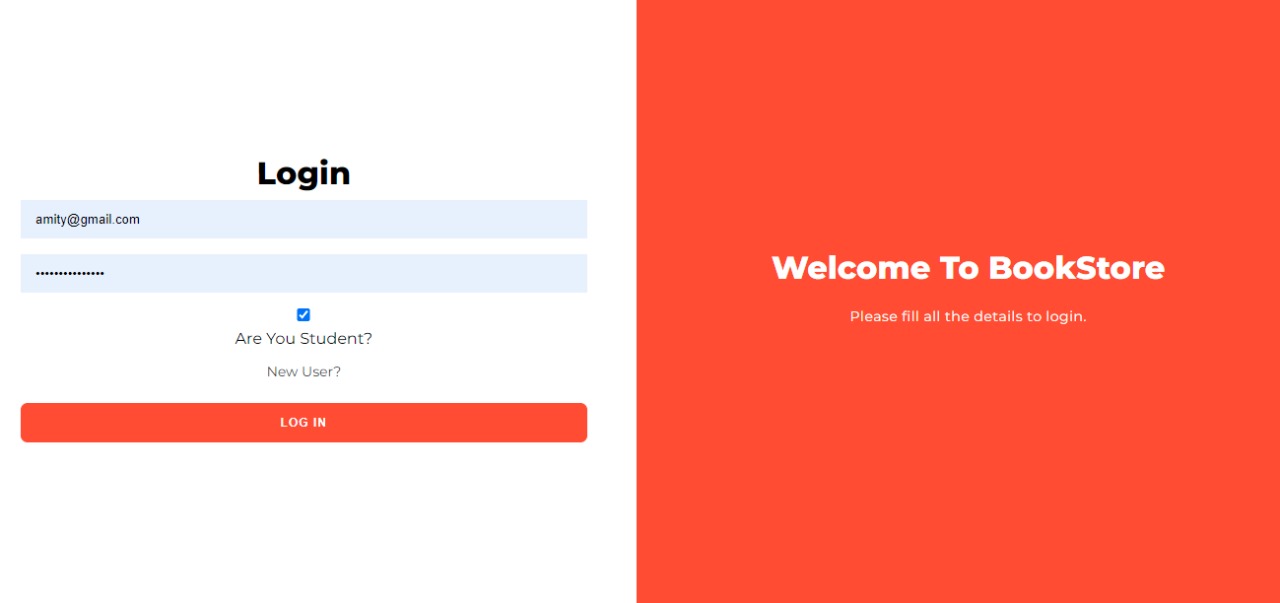 Login
amity@gmail.com
•••••••••••••••
Are You Student?
New User?
LOG IN
Welcome To BookStore
Please fill all the details to login.